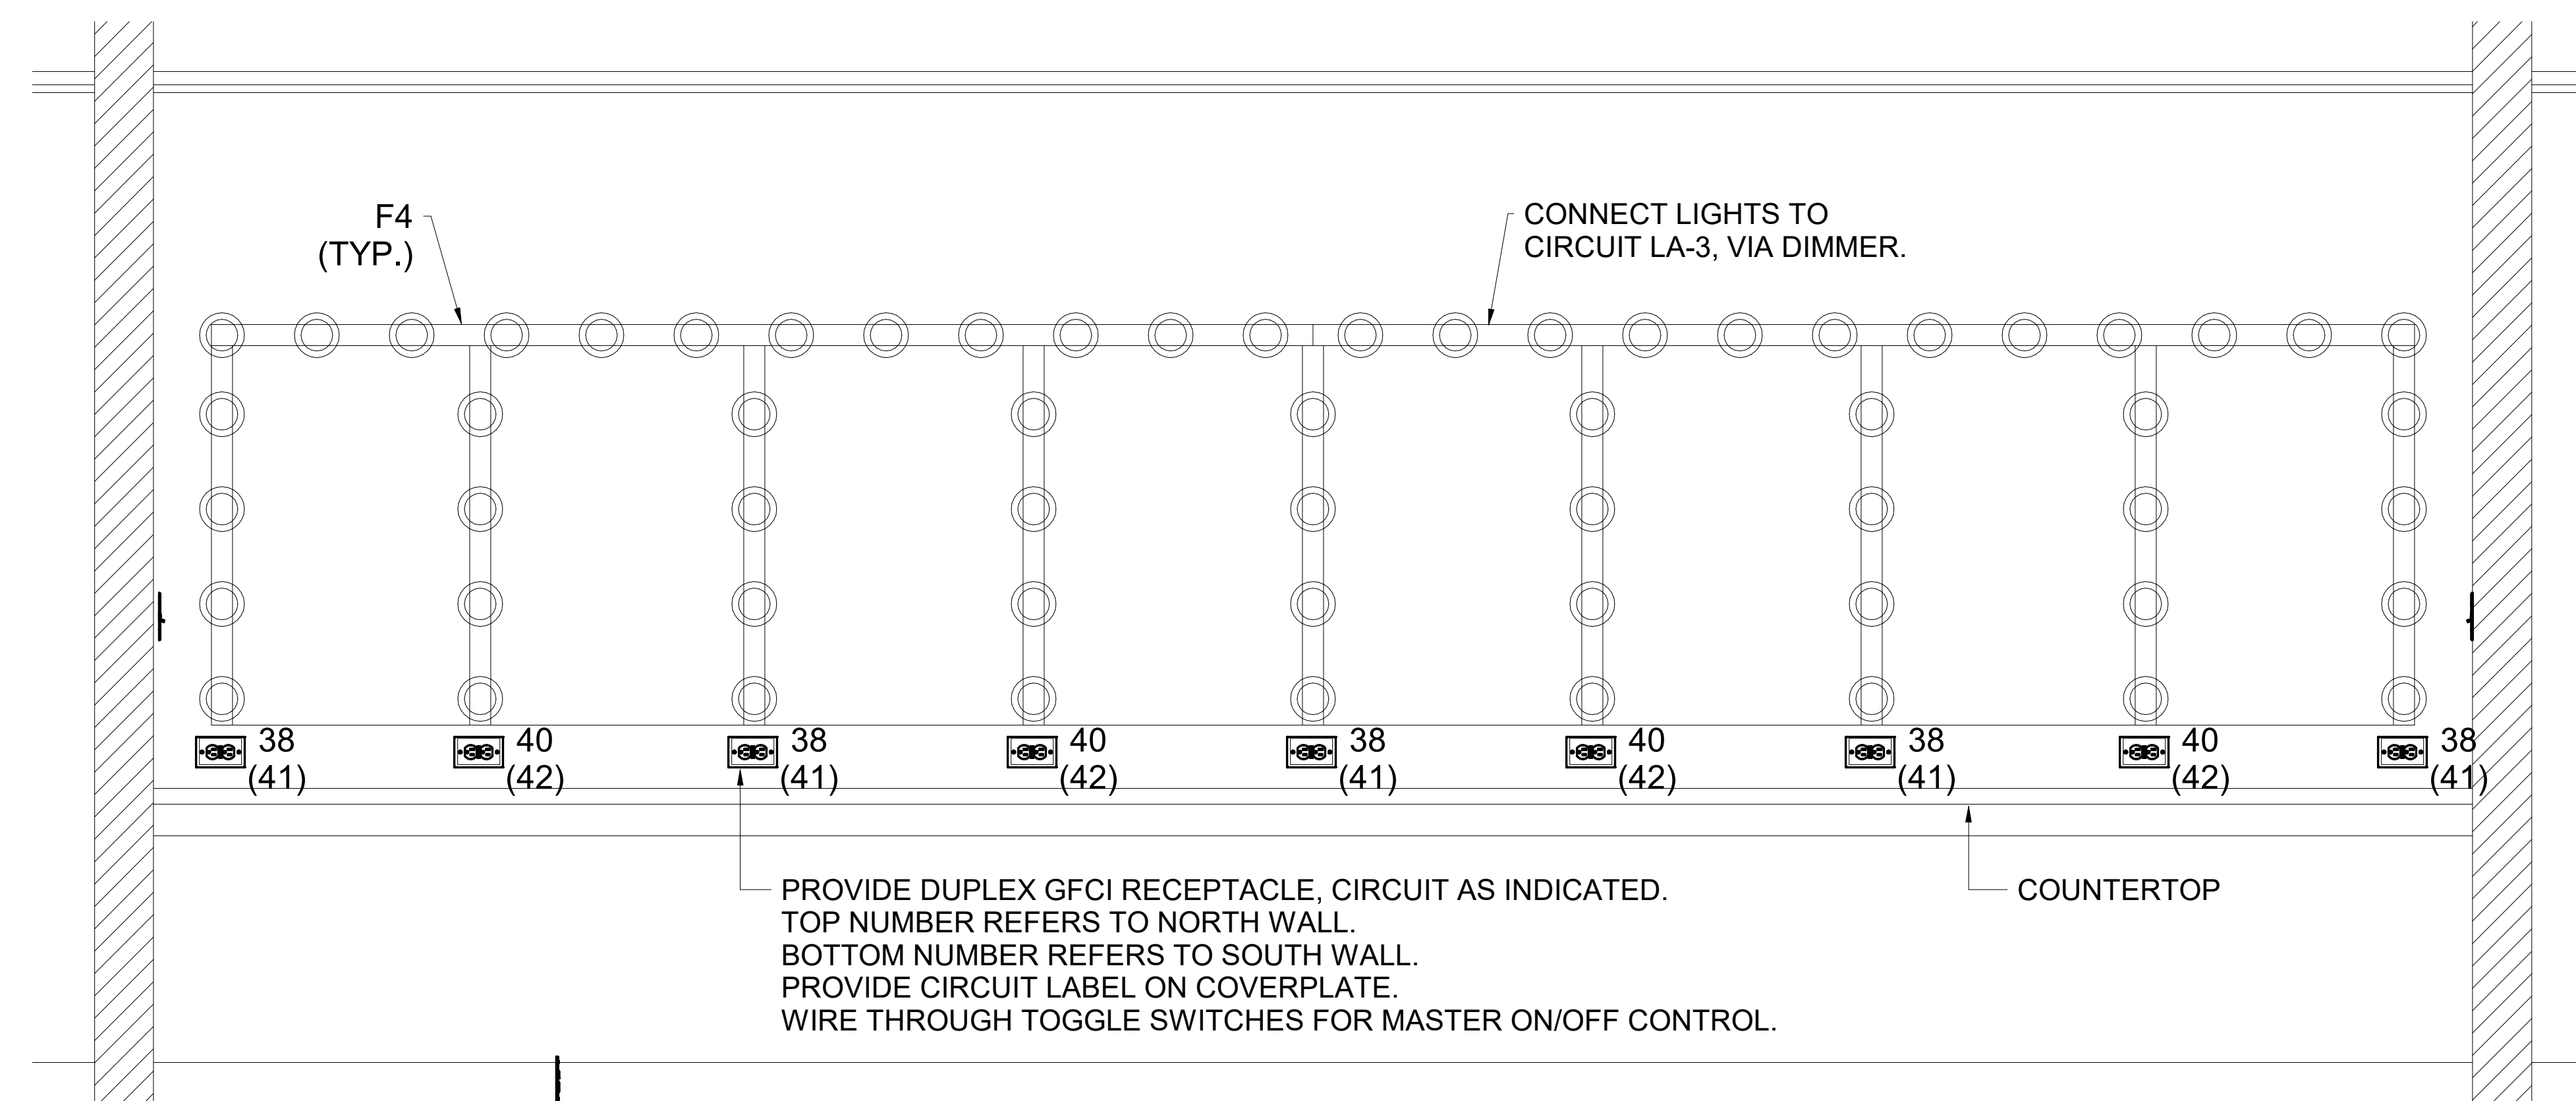 F4
(TYP.)
CONNECT LIGHTS TO
CIRCUIT LA-3, VIA DIMMER.
38 40 38 40 38 40 38 40 38
(41) (42) (41) (42) (41) (42) (41) (42) (41)
PROVIDE DUPLEX GFCI RECEPTACLE, CIRCUIT AS INDICATED.
TOP NUMBER REFERS TO NORTH WALL.
BOTTOM NUMBER REFERS TO SOUTH WALL.
PROVIDE CIRCUIT LABEL ON COVERPLATE.
WIRE THROUGH TOGGLE SWITCHES FOR MASTER ON/OFF CONTROL.
COUNTERTOP